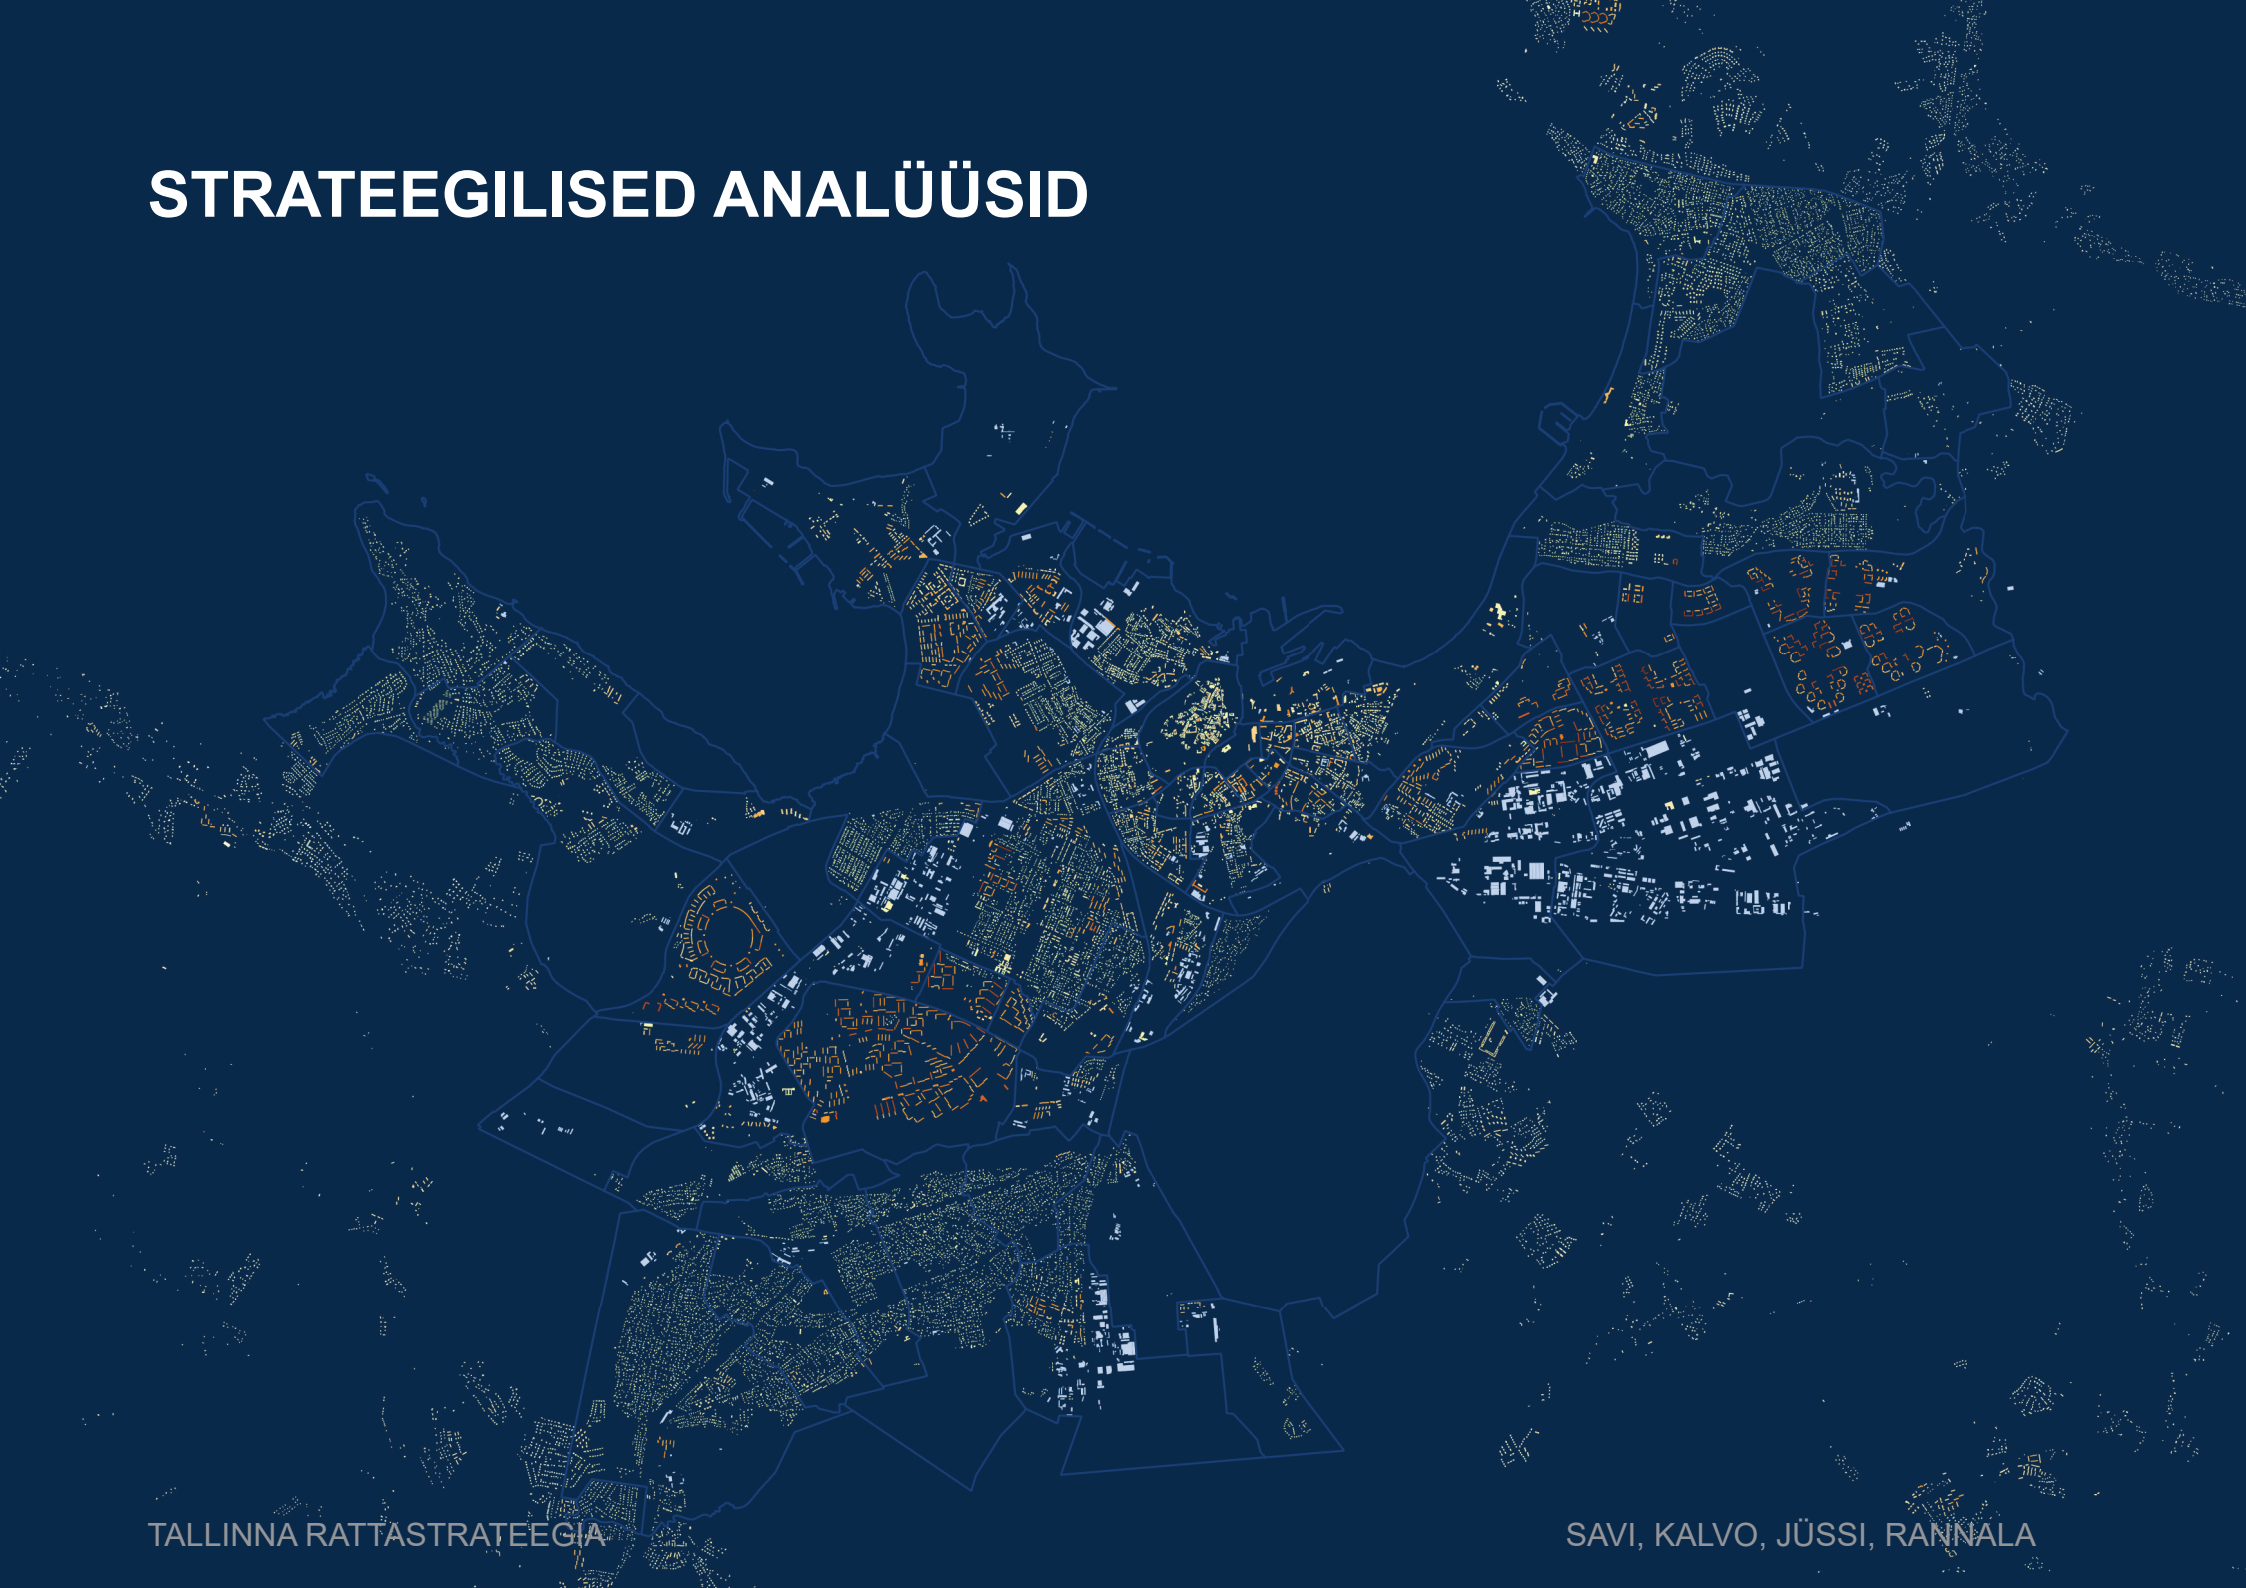 STRATEEGILISED ANALÜÜSID
TALLINNA RATTASTRATEEGIA
SAVI, KALVO, JÜSSI, RANNALA